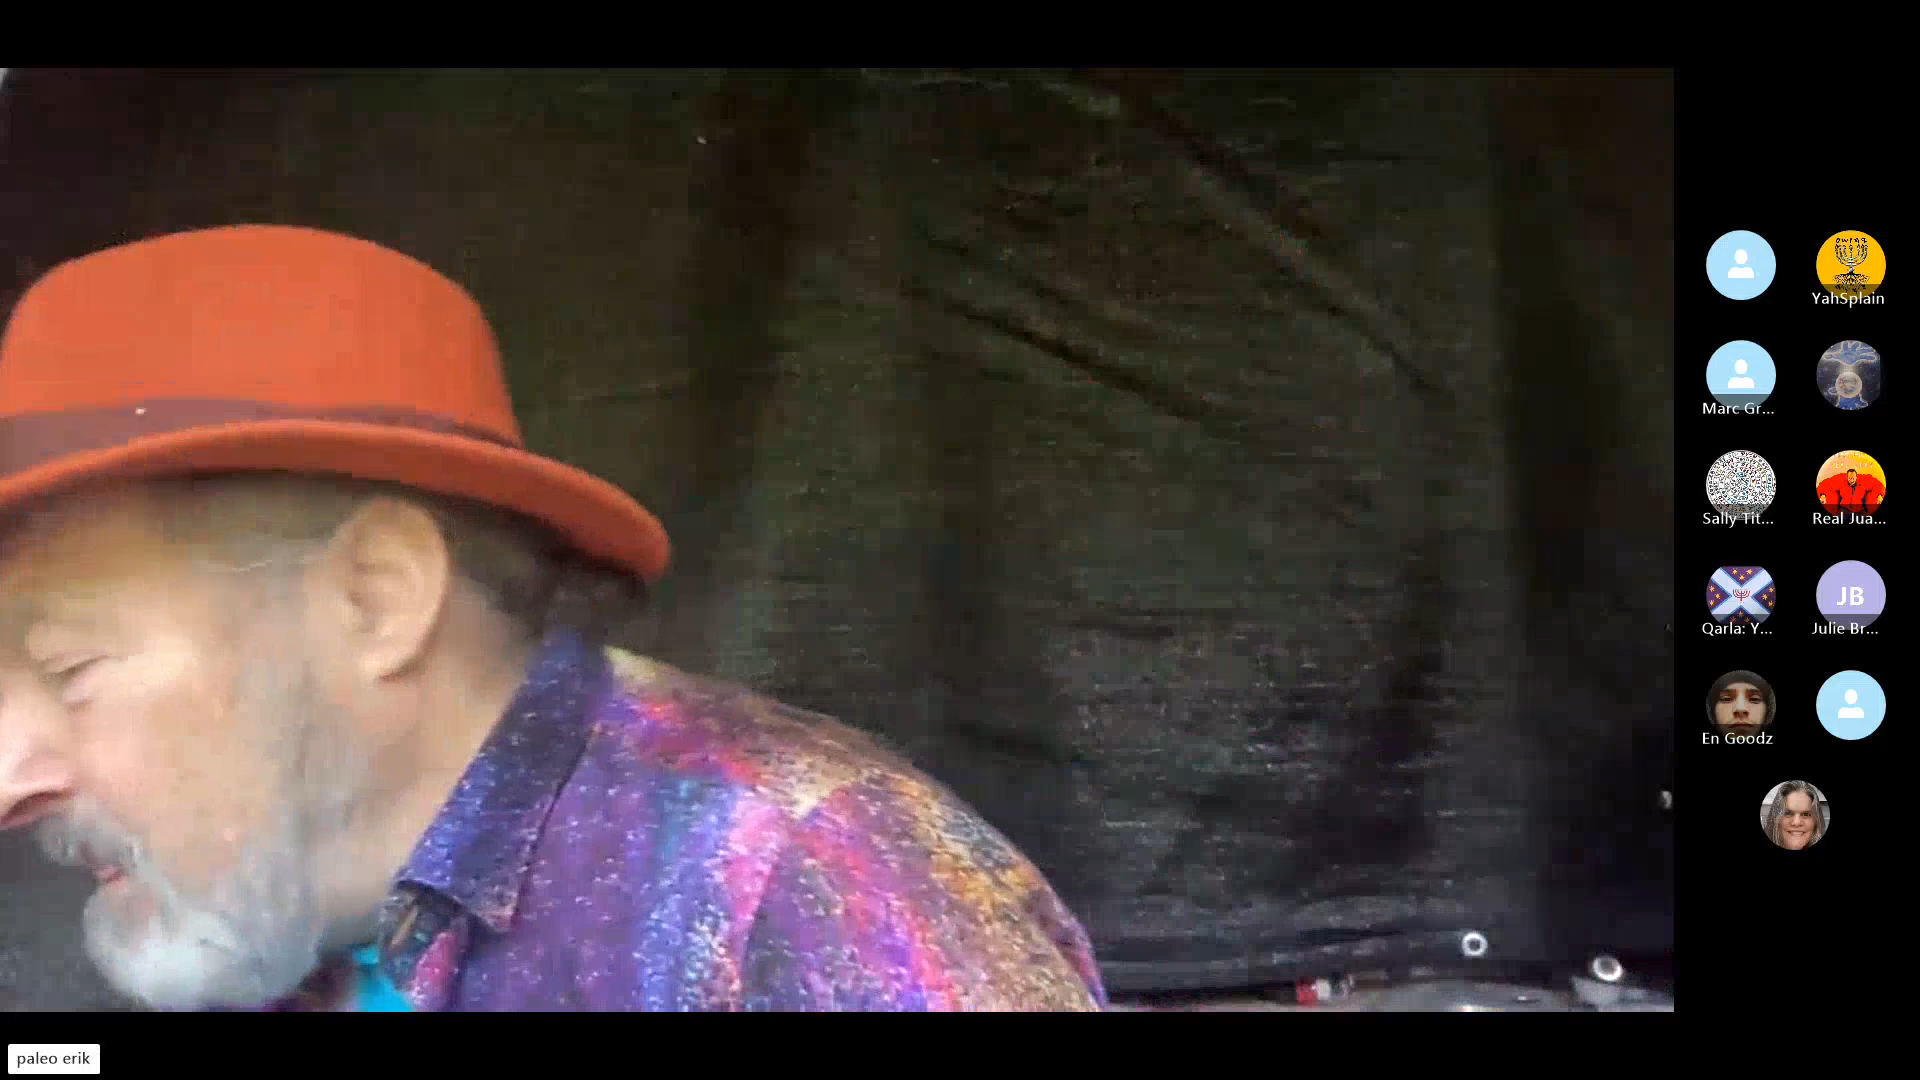 YahSplain
Marc Gr...
Sally Tit...
Real Jua...
Qarla: Y...
JB
Julie Br...
En Goodz
paleo erik